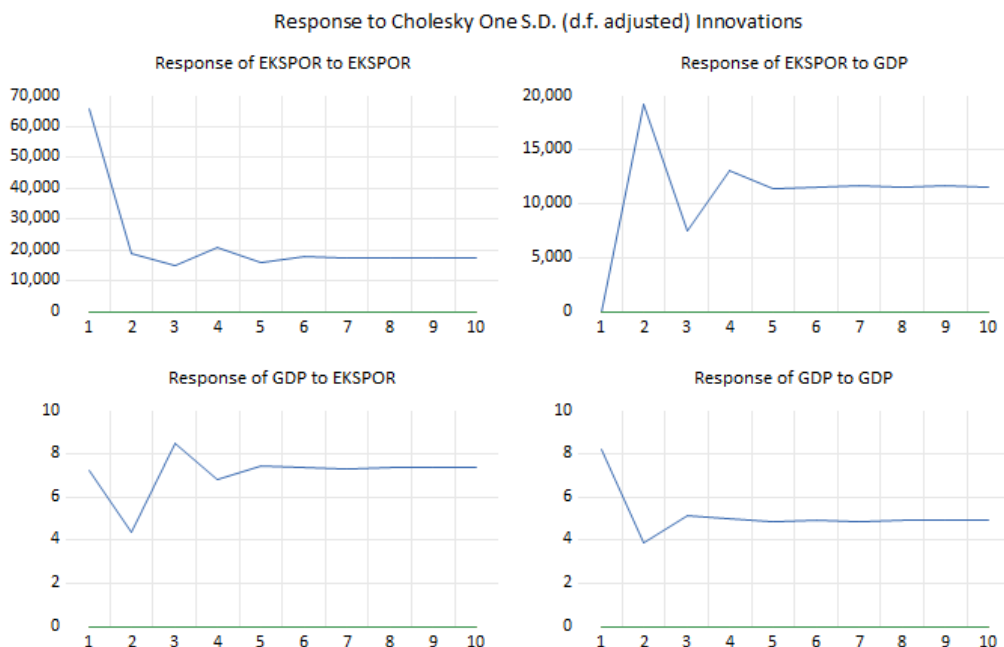 Response to Cholesky One S.D. (d.f. adjusted) Innovations
Response of EKSPOR to EKSPOR
70,000
60,000
50,000
40,000
30,000
20,000
10,000
0
1 2 3 4 5 6 7 8 9 10
Response of EKSPOR to GDP
20,000
15,000
10,000
5,000
0
1 2 3 4 5 6 7 8 9 10
Response of GDP to EKSPOR
10
8
6
4
2
0
1 2 3 4 5 6 7 8 9 10
Response of GDP to GDP
10
8
6
4
2
0
1 2 3 4 5 6 7 8 9 10